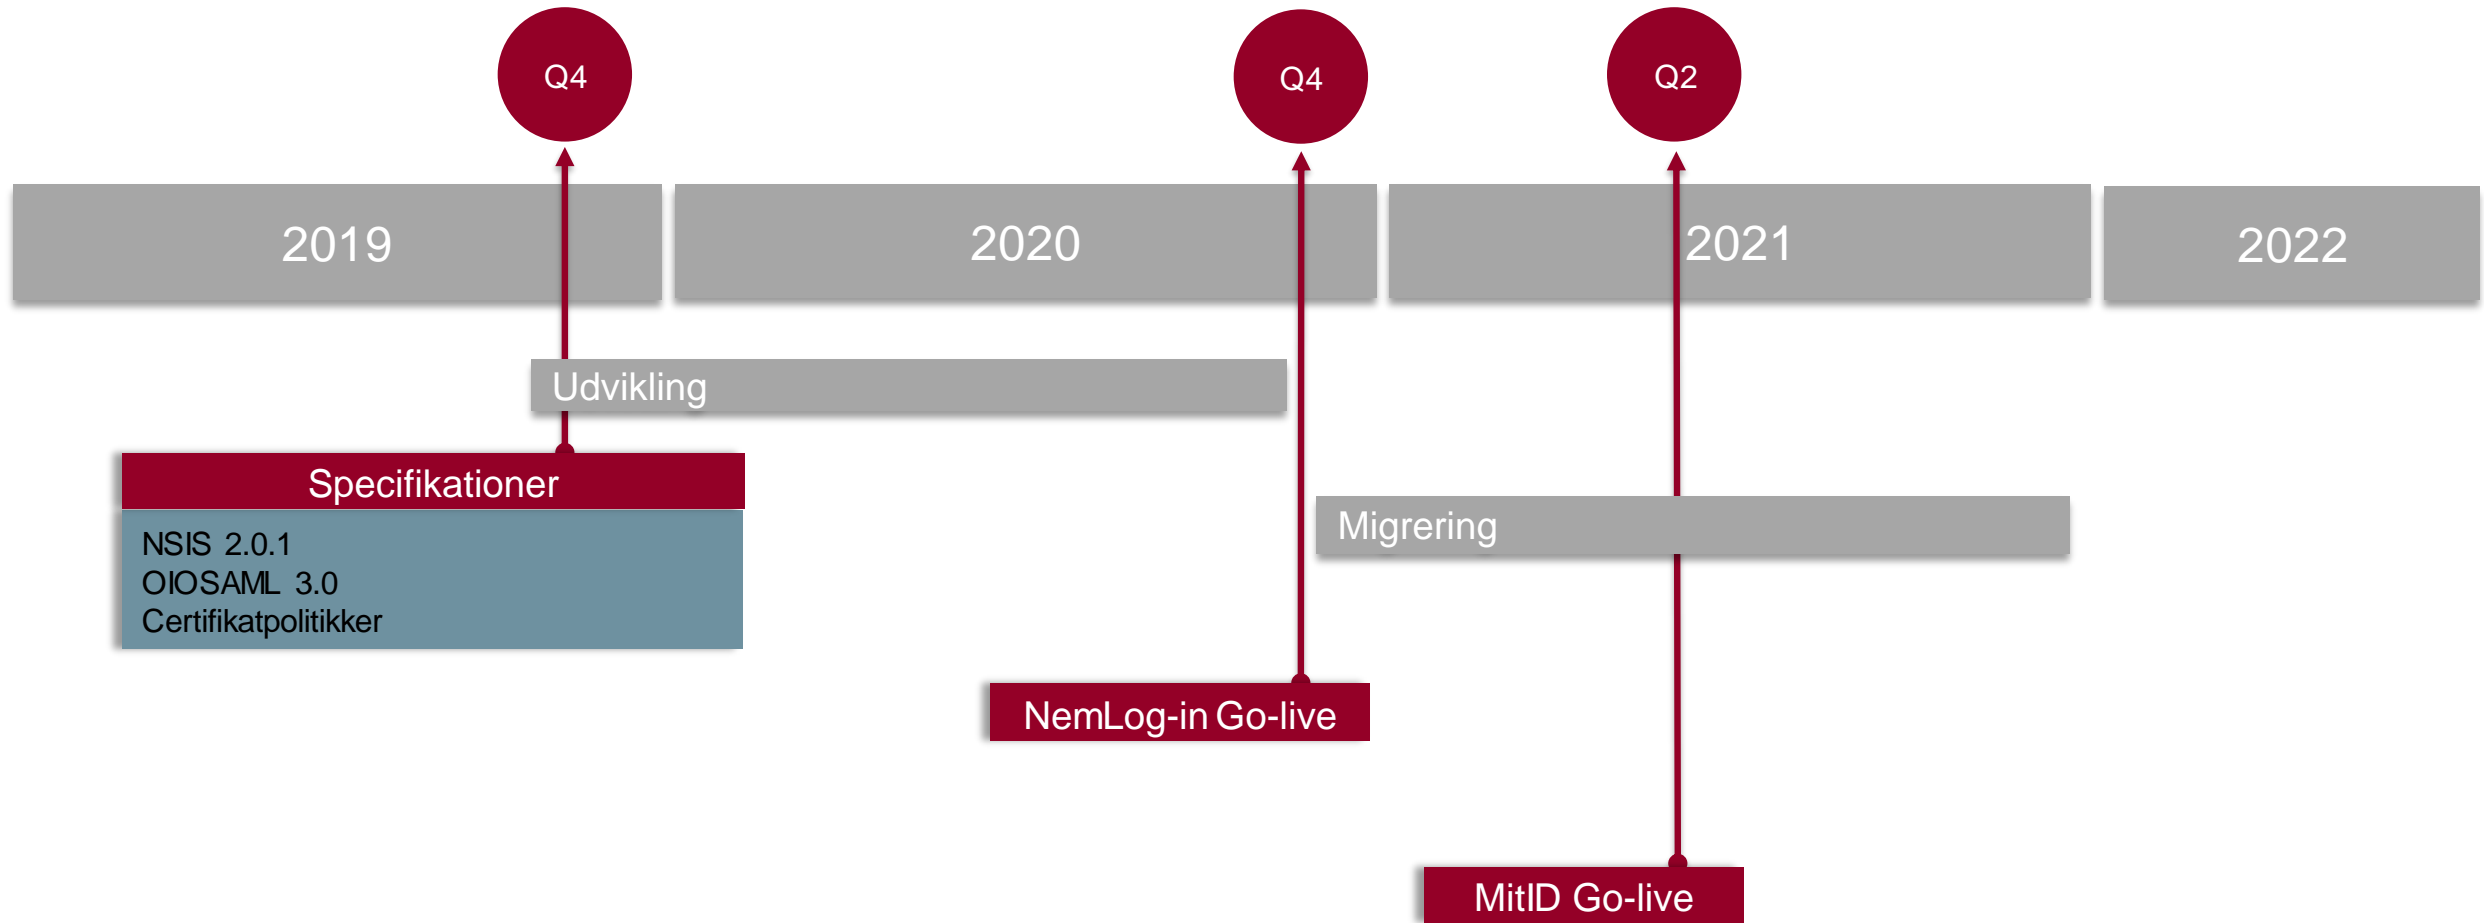 Q4
Q4
Q2
2019
2020
2021
2022
Udvikling
Specifikationer
NSIS 2.0.1
OIOSAML 3.0
Certifikatpolitikker
Migrering
NemLog-in Go-live
MitID Go-live